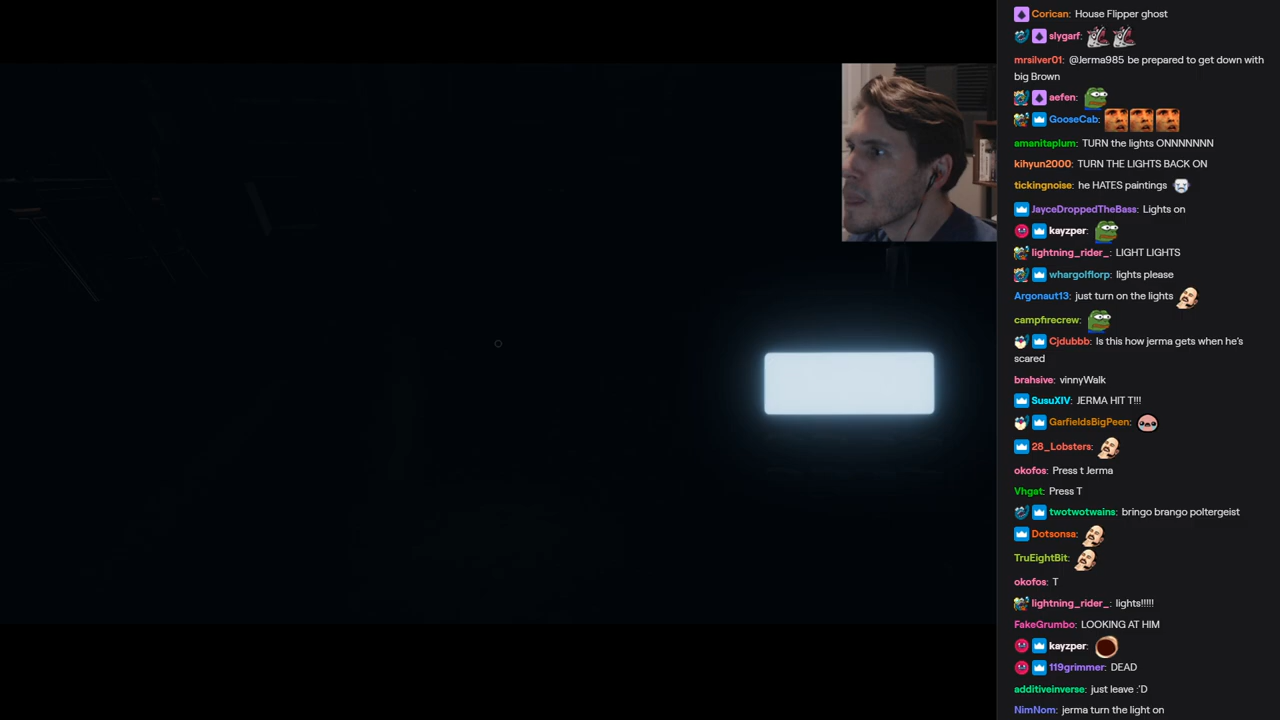 Corican: House Flipper ghost
slygarf:
mrsilver01: @Jerma985 be prepared to get down with
big Brown
aefen:
GooseCab:
amanitaplum: TURN the lights ONNNNNNN
kihyun2000: TURN THE LIGHTS BACK ON
tickingnoise: he HATES paintings
JayceDroppedTheBass: Lights on
kayzper:
lightning_rider_: LIGHT LIGHTS
whargolflorp: lights please
Argonaut13: just turn on the lights
campfirecrew:
Cjdubbb: Is this how jerma gets when he's
scared
brahsive: vinnyWalk
SusuXIV: JERMA HIT T!!!
GarfieldsBigPeen:
28_Lobsters:
okofos: Press t Jerma
Vhgat: Press T
twotwotwains: bringo brango poltergeist
Dotsonsa:
TruEightBit:
okofos: T
lightning_rider_: lights!!!!!
FakeGrumbo: LOOKING AT HIM
kayzper:
119grimmer: DEAD
additiveinverse: just leave :'D
NimNom: jerma turn the light on